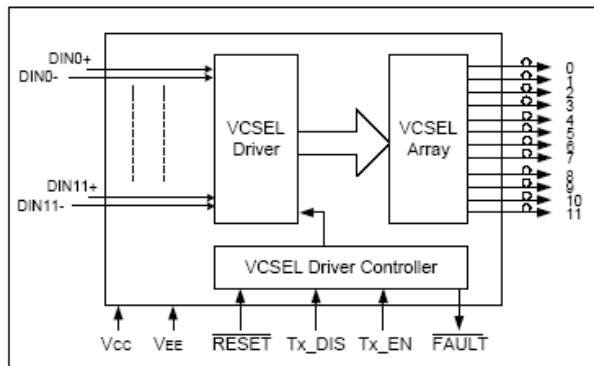 DIN0+
DIN0-
DIN11+
DIN11-
VCSEL
Driver
VCSEL
Array
0
1
2
3
4
5
6
7
8
9
10
11
VCSEL Driver Controller
VCC
VEE
RESET
Tx_DIS
Tx_EN
FAULT